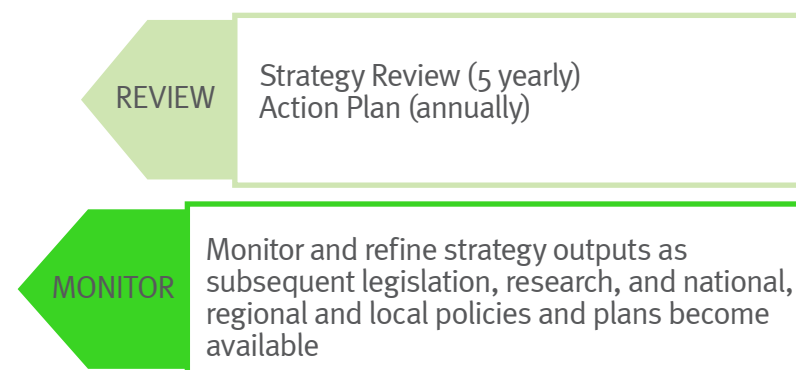 REVIEW
Strategy Review (5 yearly)
Action Plan (annually)
MONITOR
Monitor and refine strategy outputs as
subsequent legislation, research, and national,
regional and local policies and plans become
available